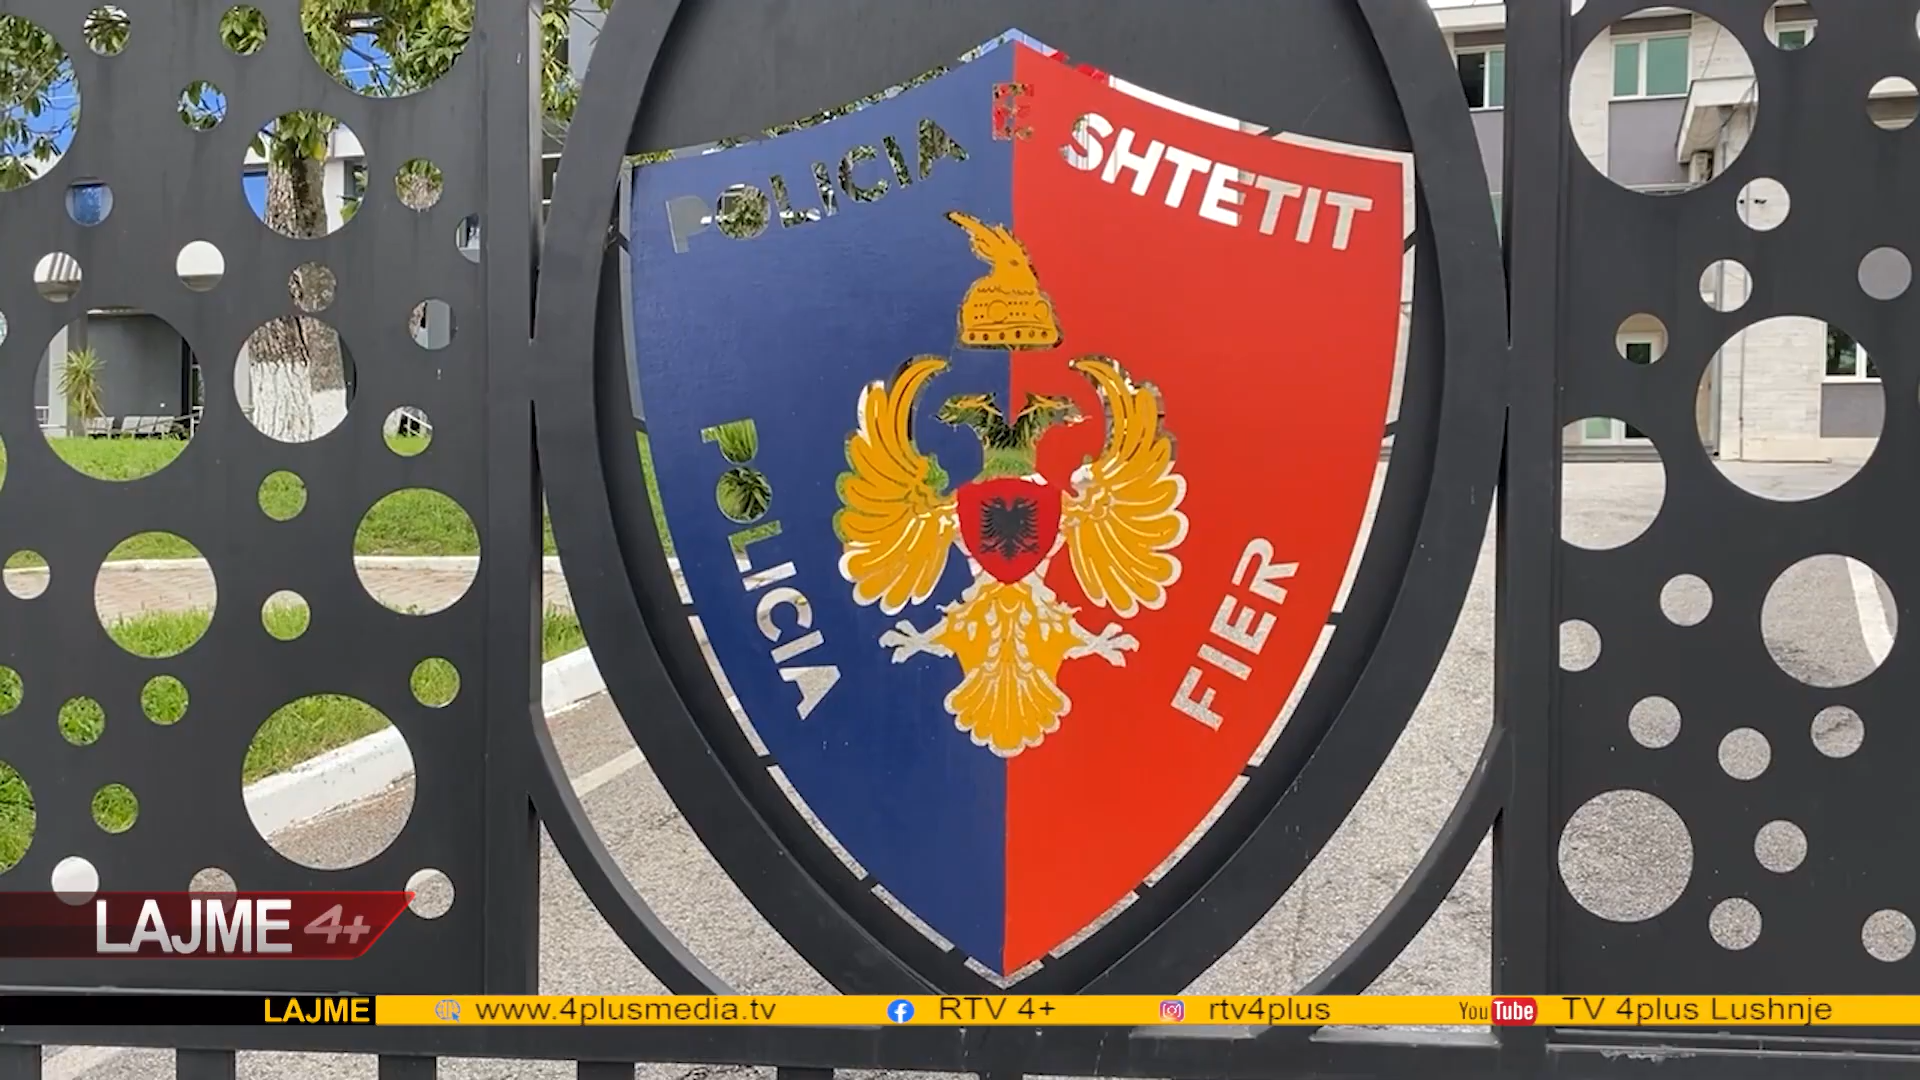 POLICIA E SHTETIT
POLICIA
FIER
LAJME 4+
LAJME www.4plusmedia.tv RTV 4+ rtv4plus YouTube TV 4plus Lushnje